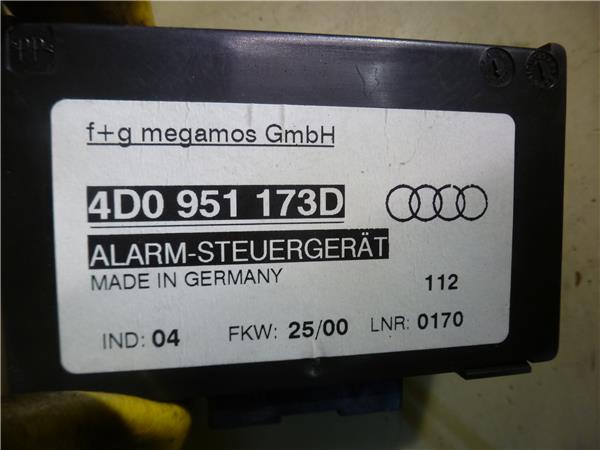 f+g megamos GmbH
4D0 951 173D
ALARM-STEUERGERÄT
MADE IN GERMANY
112
IND: 04 FKW: 25/00 LNR: 0170